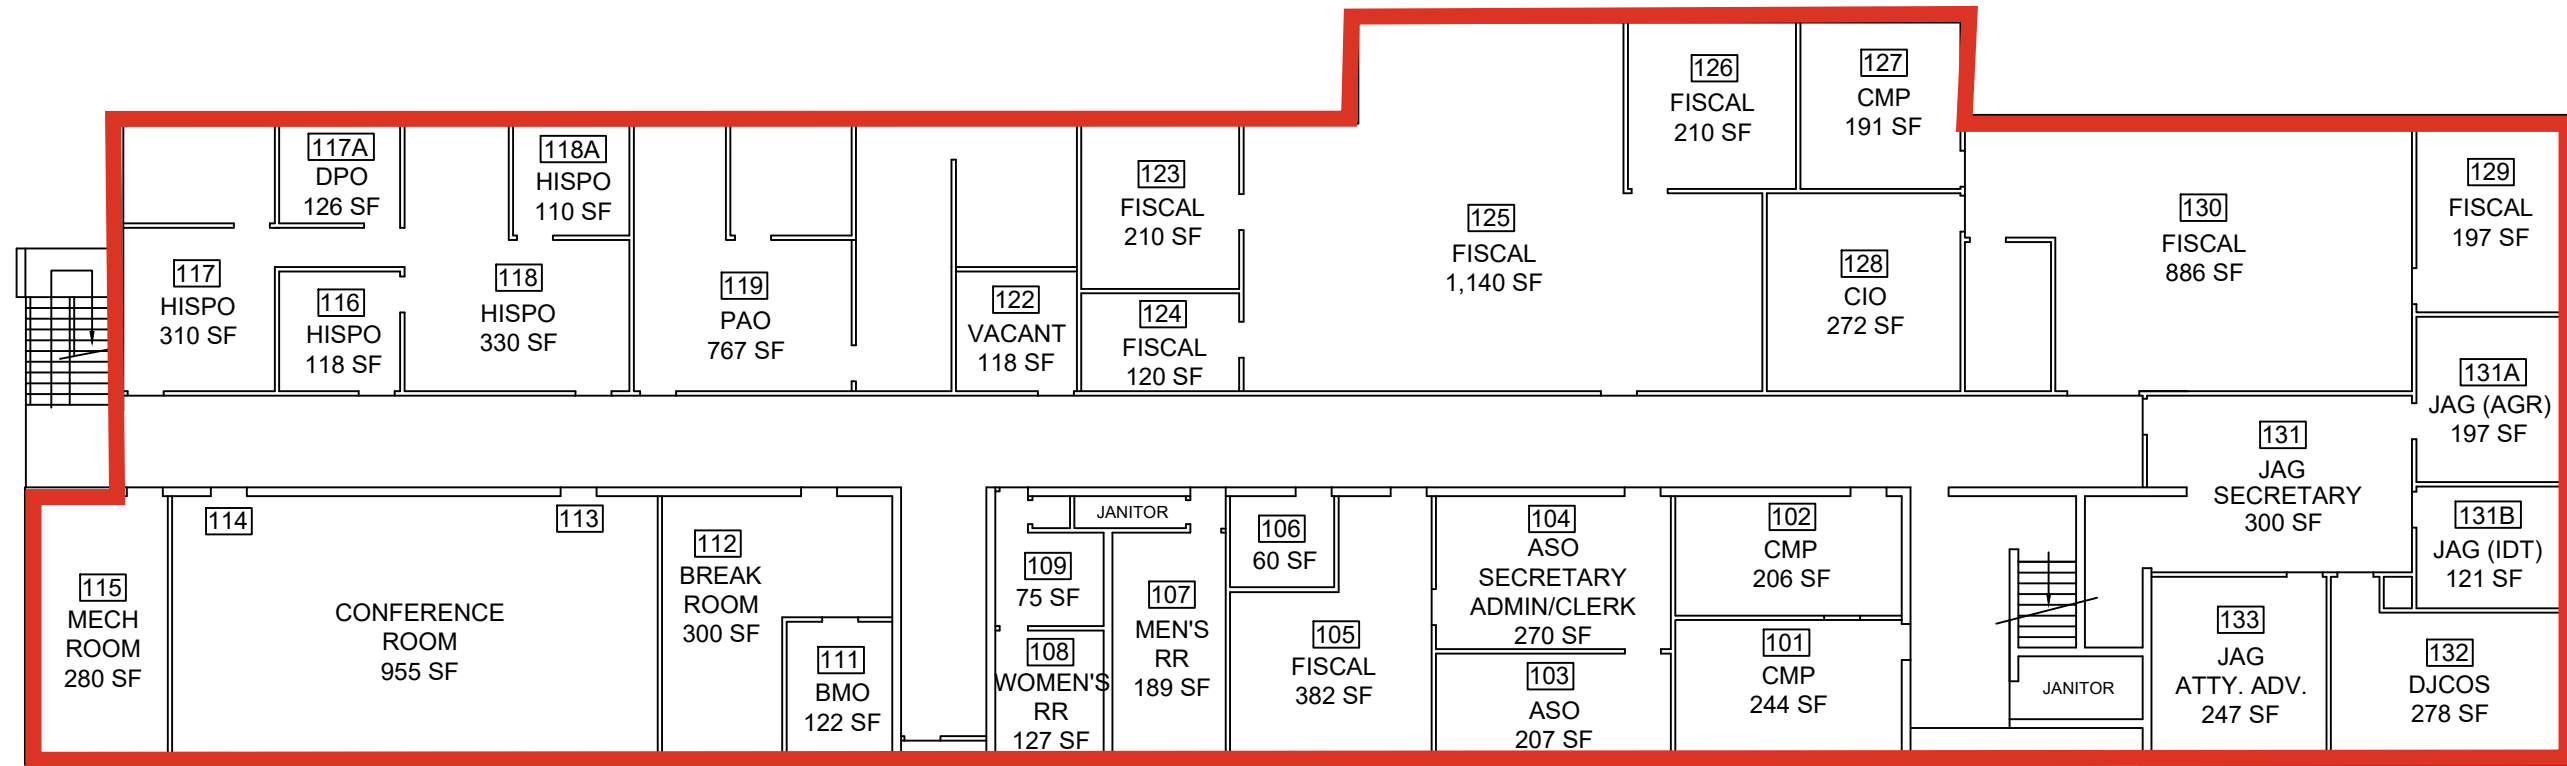 126
FISCAL
210 SF
127
CMP
191 SF
117A
DPO
126 SF
118A
HISPO
110 SF
123
FISCAL
210 SF
125
FISCAL
1,140 SF
130
FISCAL
886 SF
129
FISCAL
197 SF
117
HISPO
310 SF
116
HISPO
118 SF
118
HISPO
330 SF
119
PAO
767 SF
122
VACANT
118 SF
124
FISCAL
120 SF
128
CIO
272 SF
131A
JAG (AGR)
197 SF
131
JAG
SECRETARY
300 SF
131B
JAG (IDT)
121 SF
115
MECH
ROOM
280 SF
114
113
CONFERENCE
ROOM
955 SF
112
BREAK
ROOM
300 SF
111
BMO
122 SF
109
75 SF
108
WOMEN'S
RR
127 SF
JANITOR
107
MEN'S
RR
189 SF
106
60 SF
105
FISCAL
382 SF
104
ASO
SECRETARY
ADMIN/CLERK
270 SF
103
ASO
207 SF
102
CMP
206 SF
101
CMP
244 SF
JANITOR
133
JAG
ATTY. ADV.
247 SF
132
DJCOS
278 SF